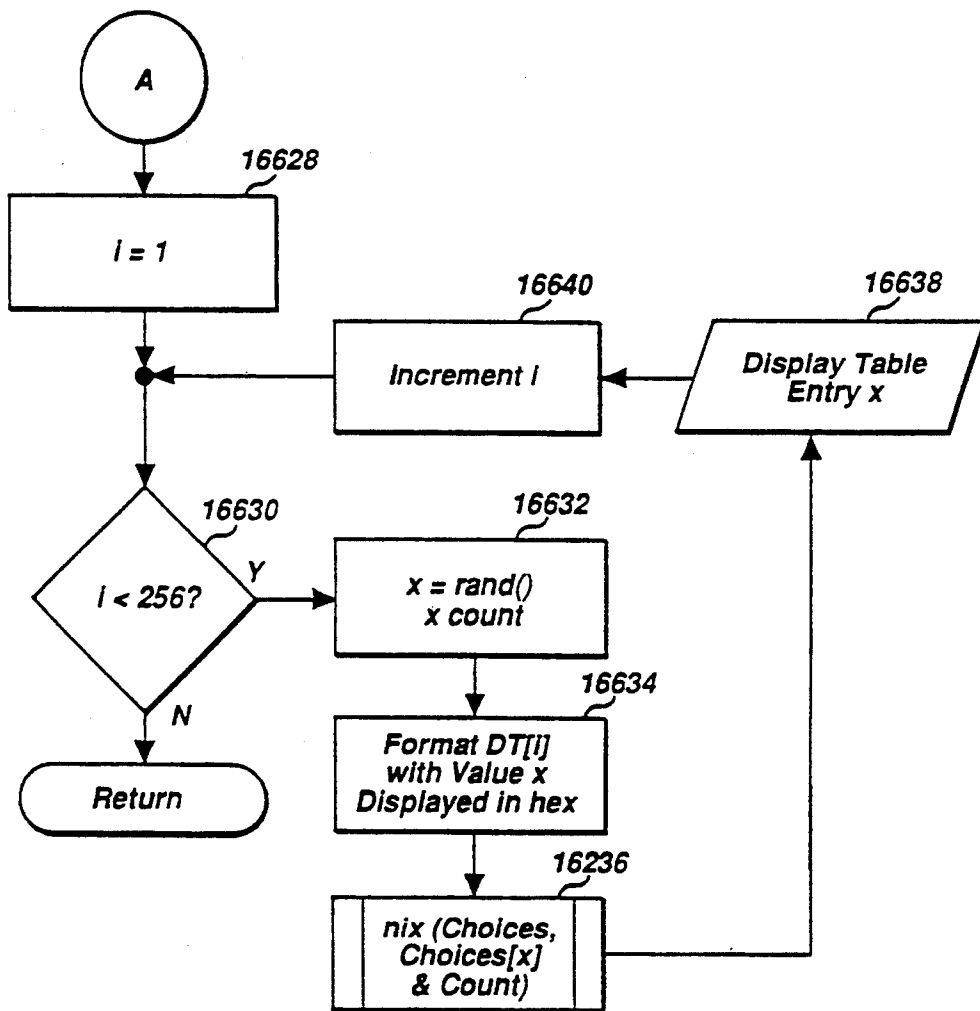 A
16628
i = 1
16640
Increment i
16638
Display Table
Entry x
16630
i < 256?
Y
N
16632
x = rand()
x count
16634
Format DT[i]
with Value x
Displayed in hex
Return
16236
nix (Choices,
Choices[x]
& Count)